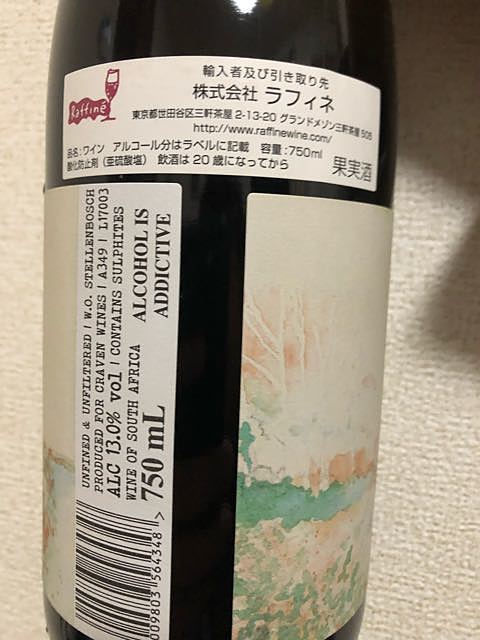 Raffiné
輸入者及び引き取り先
株式会社 ラフィネ
東京都世田谷区三軒茶屋 2-13-20 グランドメゾン三軒茶屋 505
http://www.raffinewine.com/
品名:ワイン アルコール分はラベルに記載 容量:750ml
酸化防止剤(亜硫酸塩) 飲酒は 20 歳になってから
果実酒
UNFINED & UNFILTERED | W.O. STELLENBOSCH
PRODUCED FOR CRAVEN WINES | A349 | L17003
ALC 13.0% vol | CONTAINS SULPHITES
WINE OF SOUTH AFRICA
750 mL
ALCOHOL IS
ADDICTIVE
009803 564348 >